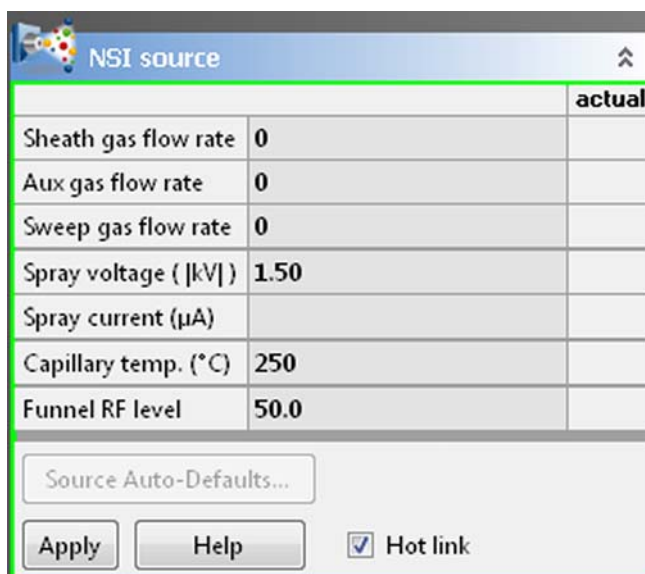 NSI source
actual
Sheath gas flow rate 0
Aux gas flow rate 0
Sweep gas flow rate 0
Spray voltage ( |kV| ) 1.50
Spray current (µA)
Capillary temp. (°C) 250
Funnel RF level 50.0
Source Auto-Defaults...
Apply Help Hot link